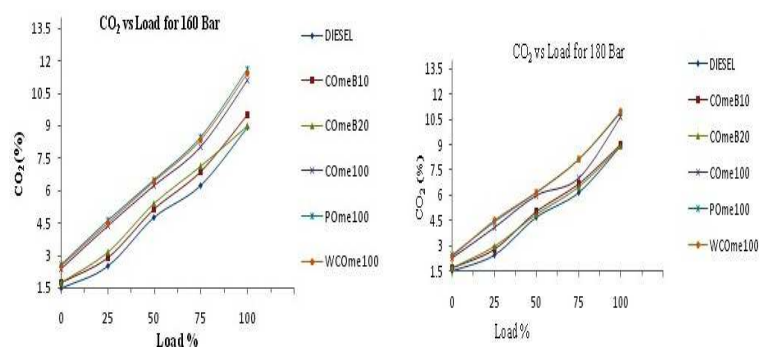 CO2 vs Load for 160 Bar
CO2 (%)
13.5
12
10.5
9
7.5
6
4.5
3
1.5
0 25 50 75 100
Load %
DIESEL
COmeB10
COmeB20
COme100
POme100
WCOme100
CO2 vs Load for 180 Bar
CO2 (%)
13.5
12
10.5
9
7.5
6
4.5
3
1.5
0 25 50 75 100
Load %
DIESEL
COmeB10
COmeB20
COme100
POme100
WCOme100